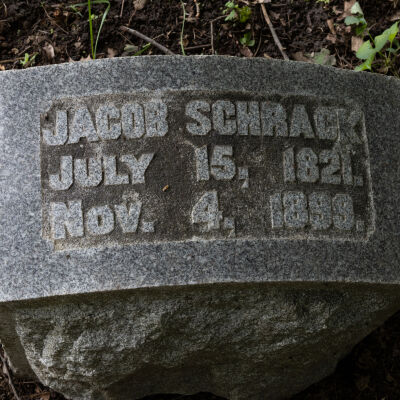 JACOB SCHRACK
JULY 15, 1821.
NOV. 4, 1899.